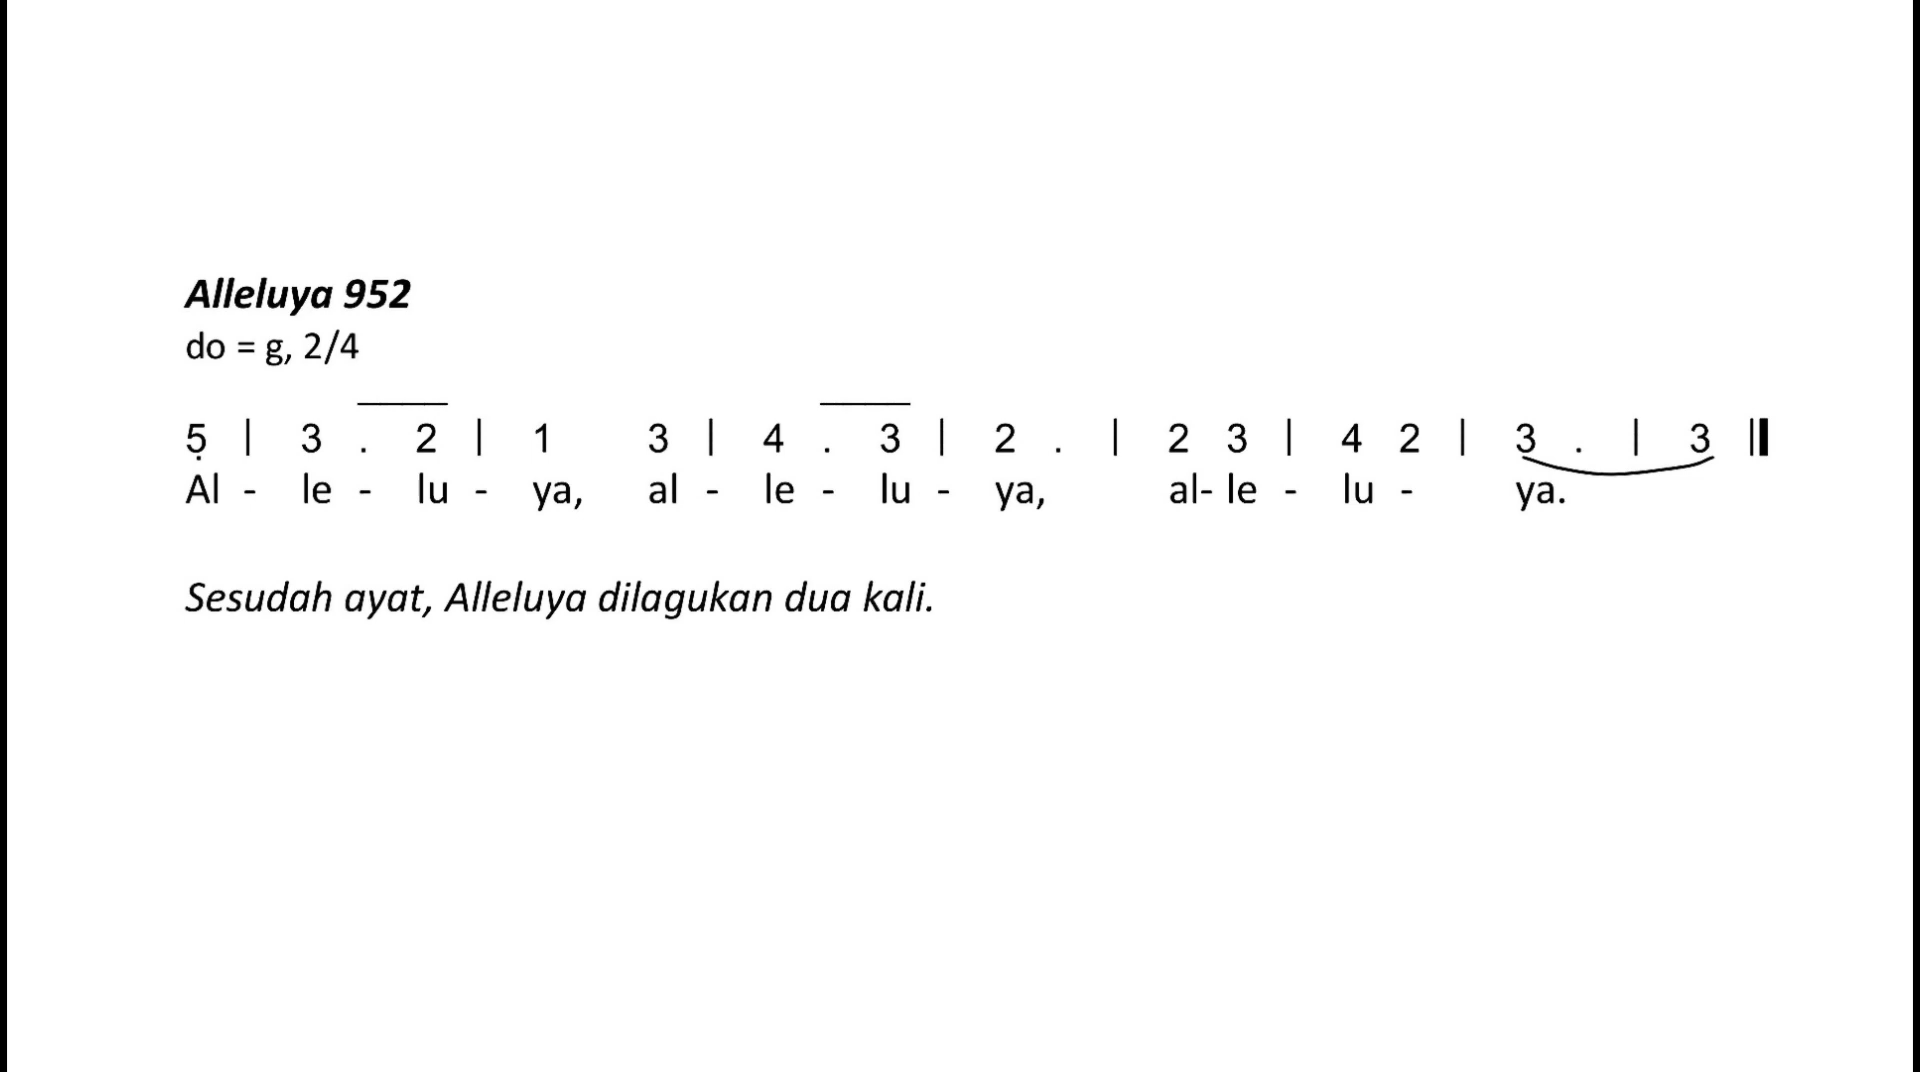 Alleluya 952
do = g, 2/4
5̣ | 3 . 2 | 1 3 | 4 . 3 | 2 . | 2 3 | 4 2 | 3 . | 3 ||
Al - le - lu - ya, al - le - lu - ya, al- le - lu - ya.
Sesudah ayat, Alleluya dilagukan dua kali.